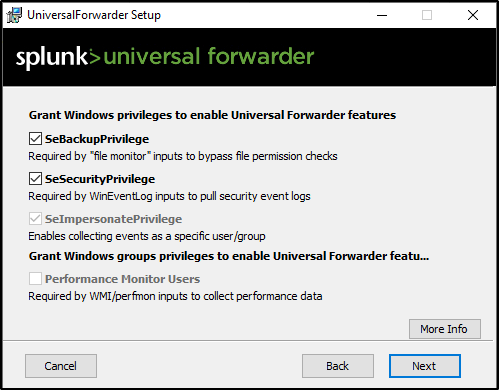 UniversalForwarder Setup
splunk> universal forwarder
Grant Windows privileges to enable Universal Forwarder features
SeBackupPrivilege
Required by "file monitor" inputs to bypass file permission checks
SeSecurityPrivilege
Required by WinEventLog inputs to pull security event logs
SeImpersonatePrivilege
Enables collecting events as a specific user/group
Grant Windows groups privileges to enable Universal Forwarder featu...
Performance Monitor Users
Required by WMI/perfmon inputs to collect performance data
More Info
Cancel
Back
Next